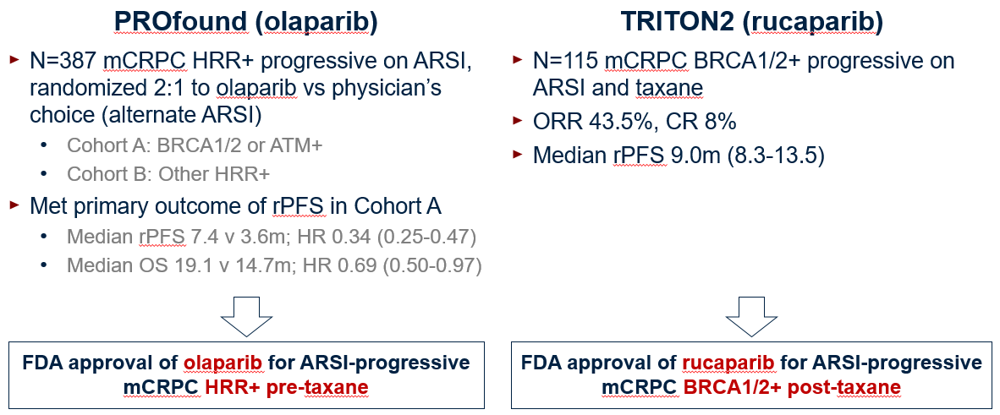 PROfound (olaparib)
► N=387 mCRPC HRR+ progressive on ARSI,
randomized 2:1 to olaparib vs physician’s
choice (alternate ARSI)
• Cohort A: BRCA1/2 or ATM+
• Cohort B: Other HRR+
► Met primary outcome of rPFS in Cohort A
• Median rPFS 7.4 v 3.6m; HR 0.34 (0.25-0.47)
• Median OS 19.1 v 14.7m; HR 0.69 (0.50-0.97)
FDA approval of olaparib for ARSI-progressive
mCRPC HRR+ pre-taxane
TRITON2 (rucaparib)
► N=115 mCRPC BRCA1/2+ progressive on
ARSI and taxane
► ORR 43.5%, CR 8%
► Median rPFS 9.0m (8.3-13.5)
FDA approval of rucaparib for ARSI-progressive
mCRPC BRCA1/2+ post-taxane